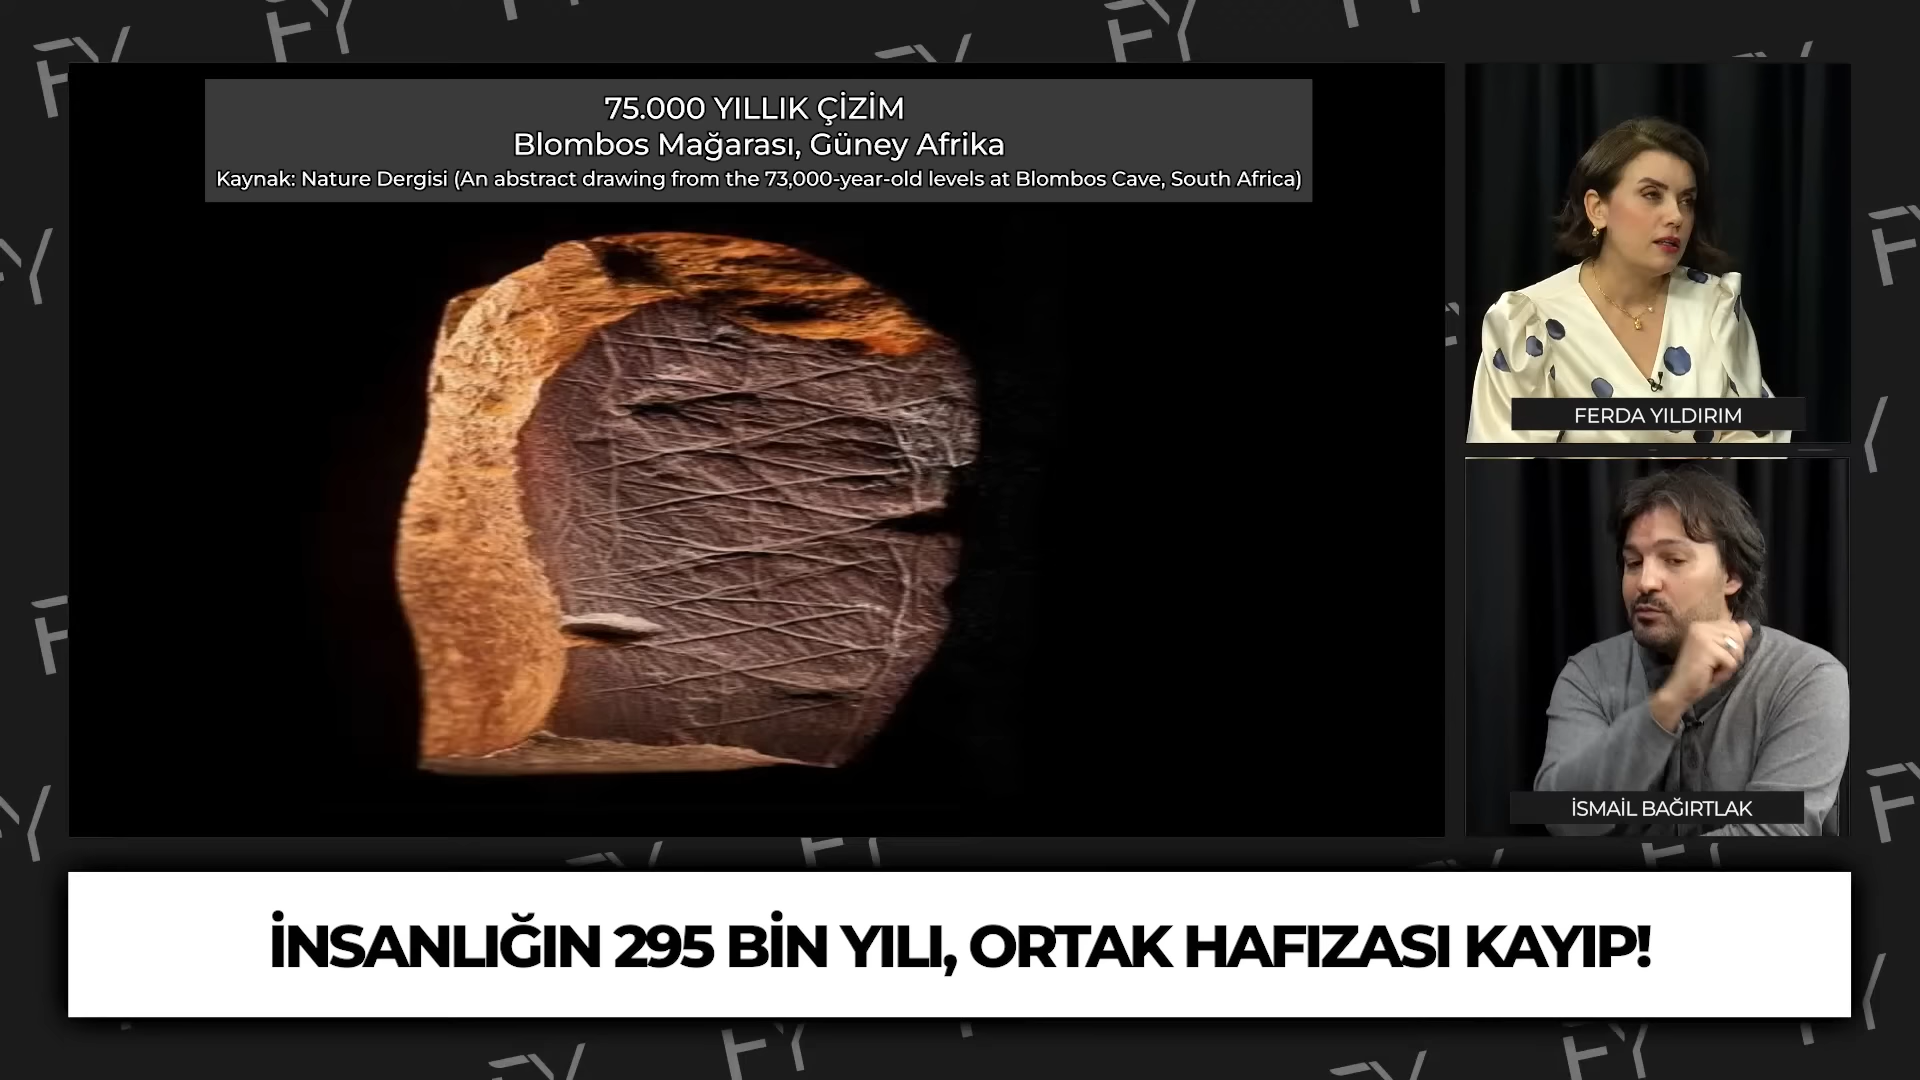 75.000 YILLIK ÇİZİM
Blombos Mağarası, Güney Afrika
Kaynak: Nature Dergisi (An abstract drawing from the 73,000-year-old levels at Blombos Cave, South Africa)
FERDA YILDIRIM
İSMAİL BAĞIRTLAK
İNSANLIĞIN 295 BİN YILI, ORTAK HAFIZASI KAYIP!
FY